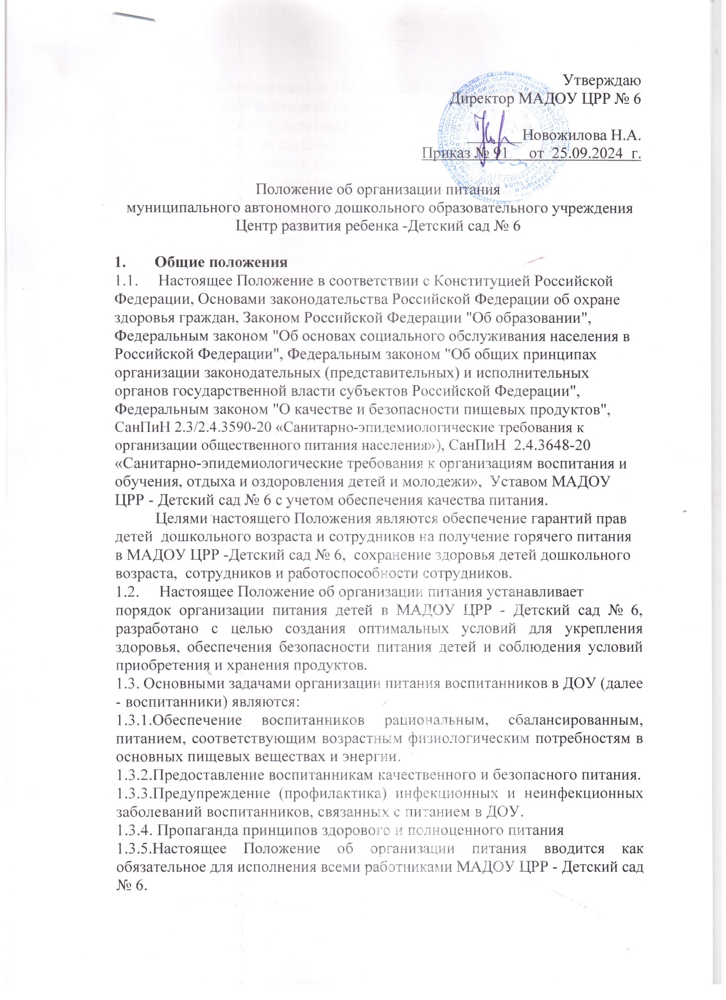 Утверждаю
Директор МАДОУ ЦРР № 6
Новожилова Н.А.
Приказ № 91 от 25.09.2024 г.
Положение об организации питания
муниципального автономного дошкольного образовательного учреждения
Центр развития ребенка -Детский сад № 6
1. Общие положения
1.1. Настоящее Положение в соответствии с Конституцией Российской
Федерации, Основами законодательства Российской Федерации об охране
здоровья граждан, Законом Российской Федерации "Об образовании",
Федеральным законом "Об основах социального обслуживания населения в
Российской Федерации", Федеральным законом "Об общих принципах
организации законодательных (представительных) и исполнительных
органов государственной власти субъектов Российской Федерации",
Федеральным законом "О качестве и безопасности пищевых продуктов",
СанПиН 2.3/2.4.3590-20 «Санитарно-эпидемиологические требования к
организации общественного питания населения»), СанПиН 2.4.3648-20
«Санитарно-эпидемиологические требования к организациям воспитания и
обучения, отдыха и оздоровления детей и молодежи», Уставом МАДОУ
ЦРР - Детский сад № 6 с учетом обеспечения качества питания.
Целями настоящего Положения являются обеспечение гарантий прав
детей дошкольного возраста и сотрудников на получение горячего питания
в МАДОУ ЦРР -Детский сад № 6, сохранение здоровья детей дошкольного
возраста, сотрудников и работоспособности сотрудников.
1.2. Настоящее Положение об организации питания устанавливает
порядок организации питания детей в МАДОУ ЦРР - Детский сад № 6,
разработано с целью создания оптимальных условий для укрепления
здоровья, обеспечения безопасности питания детей и соблюдения условий
приобретения и хранения продуктов.
1.3. Основными задачами организации питания воспитанников в ДОУ (далее
- воспитанники) являются:
1.3.1.Обеспечение воспитанников рациональным, сбалансированным,
питанием, соответствующим возрастным физиологическим потребностям в
основных пищевых веществах и энергии.
1.3.2.Предоставление воспитанникам качественного и безопасного питания.
1.3.3.Предупреждение (профилактика) инфекционных и неинфекционных
заболеваний воспитанников, связанных с питанием в ДОУ.
1.3.4. Пропаганда принципов здорового и полноценного питания
1.3.5.Настоящее Положение об организации питания вводится как
обязательное для исполнения всеми работниками МАДОУ ЦРР - Детский сад
№ 6.